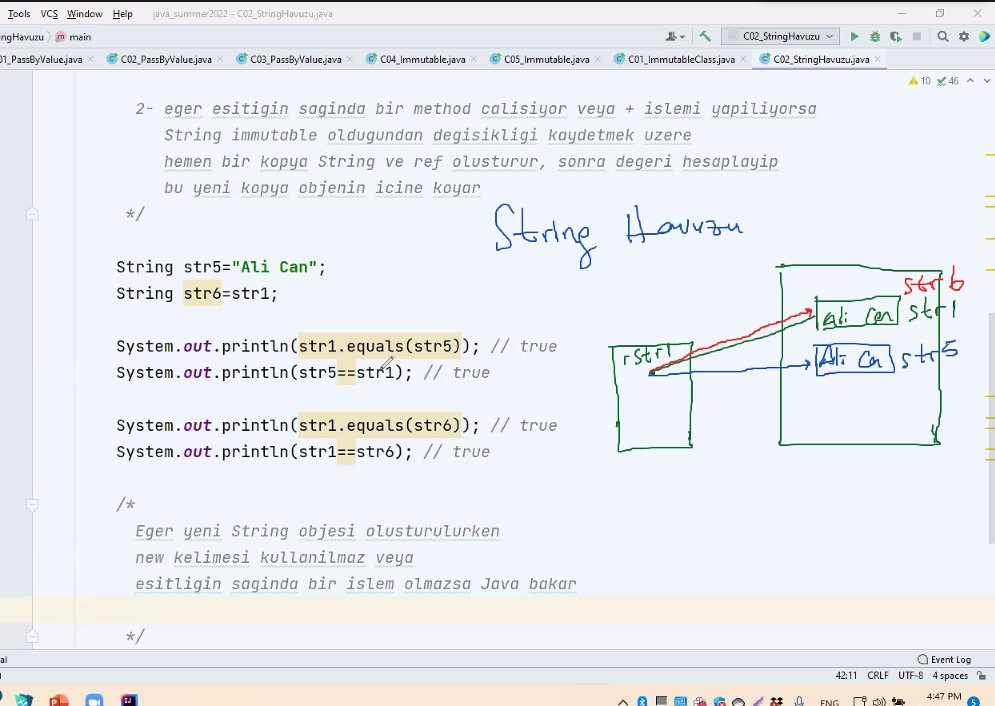 Tools VCS Window Help java_summer2022 - C02_StringHavuzu.java
ngHavuzu main C02_StringHavuzu
01_PassByValue.java C02_PassByValue.java C03_PassByValue.java C04_Immutable.java C05_Immutable.java C01_ImmutableClass.java C02_StringHavuzu.java
10 46
2- eger esitigin saginda bir method calisiyor veya + islemi yapiliyorsa
String immutable oldugundan degisikligi kaydetmek uzere
hemen bir kopya String ve ref olusturur, sonra degeri hesaplayip
bu yeni kopya objenin icine koyar
*/
String Havuzu
String str5="Ali Can";
String str6=str1;
str6
ali Can str1
rstr1
Ali Can str5
System.out.println(str1.equals(str5)); // true
System.out.println(str5==str1); // true
System.out.println(str1.equals(str6)); // true
System.out.println(str1==str6); // true
/*
Eger yeni String objesi olusturulurken
new kelimesi kullanilmaz veya
esitligin saginda bir islem olmazsa Java bakar
*/
al Event Log
42:11 CRLF UTF-8 4 spaces
ENG 4:47 PM 5